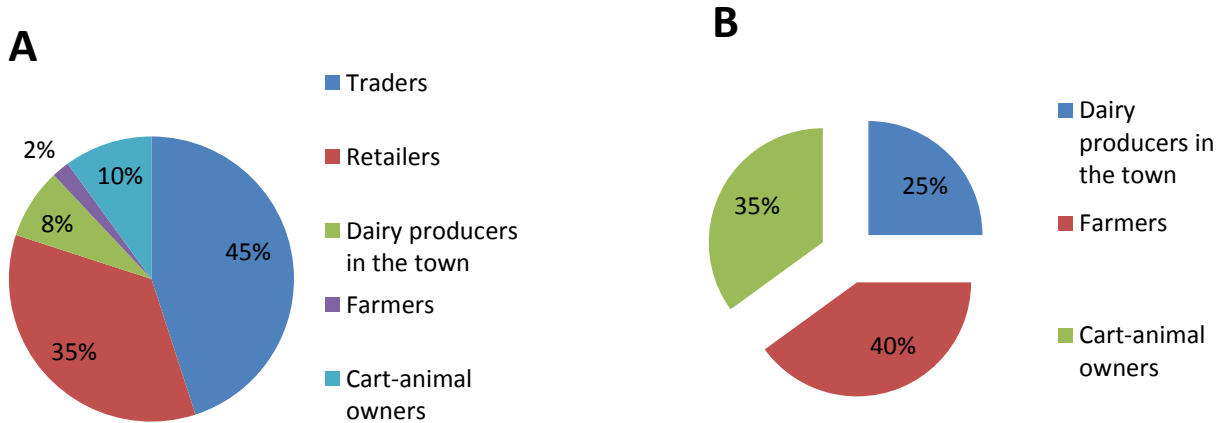 A
Traders
Retailers
Dairy producers
in the town
Farmers
Cart-animal
owners
2%
10%
8%
45%
35%
B
Dairy
producers in
the town
Farmers
Cart-animal
owners
25%
35%
40%